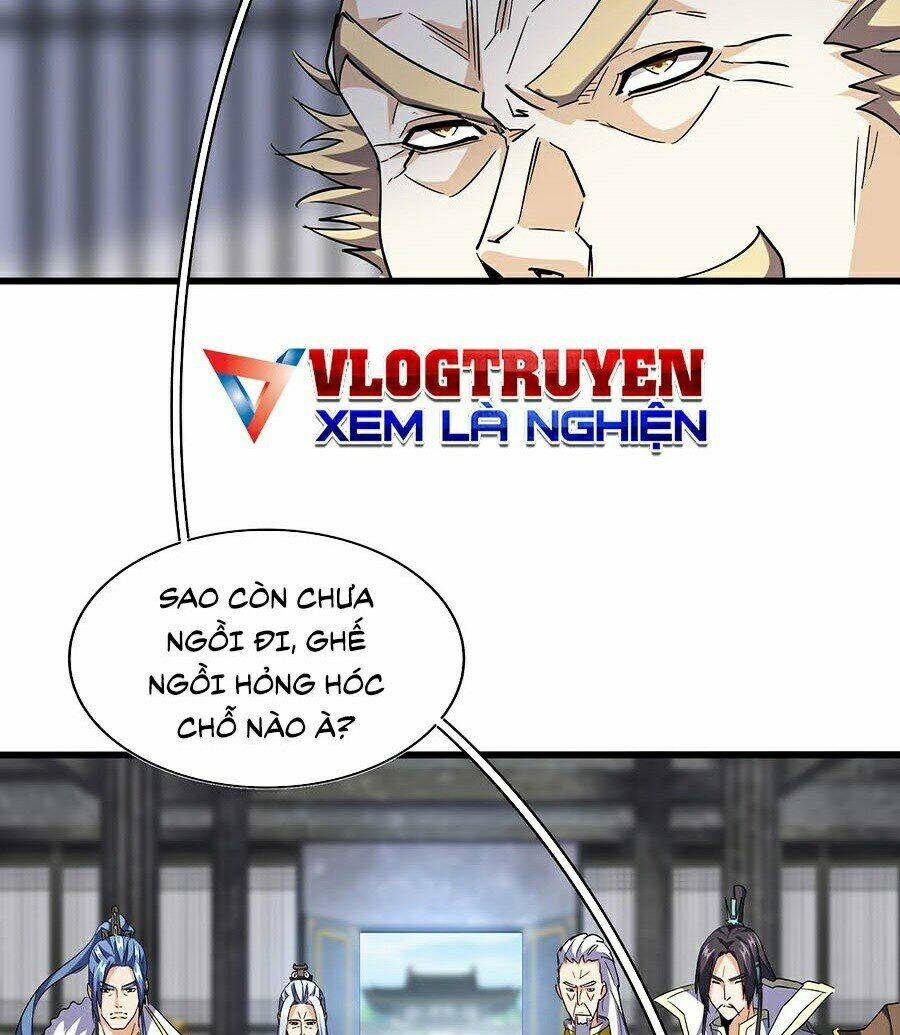 VLOGTRUYEN
XEM LÀ NGHIỆN
SAO CÒN CHƯA
NGỒI ĐI, GHẾ
NGỒI HỎNG HÓC
CHỖ NÀO À?